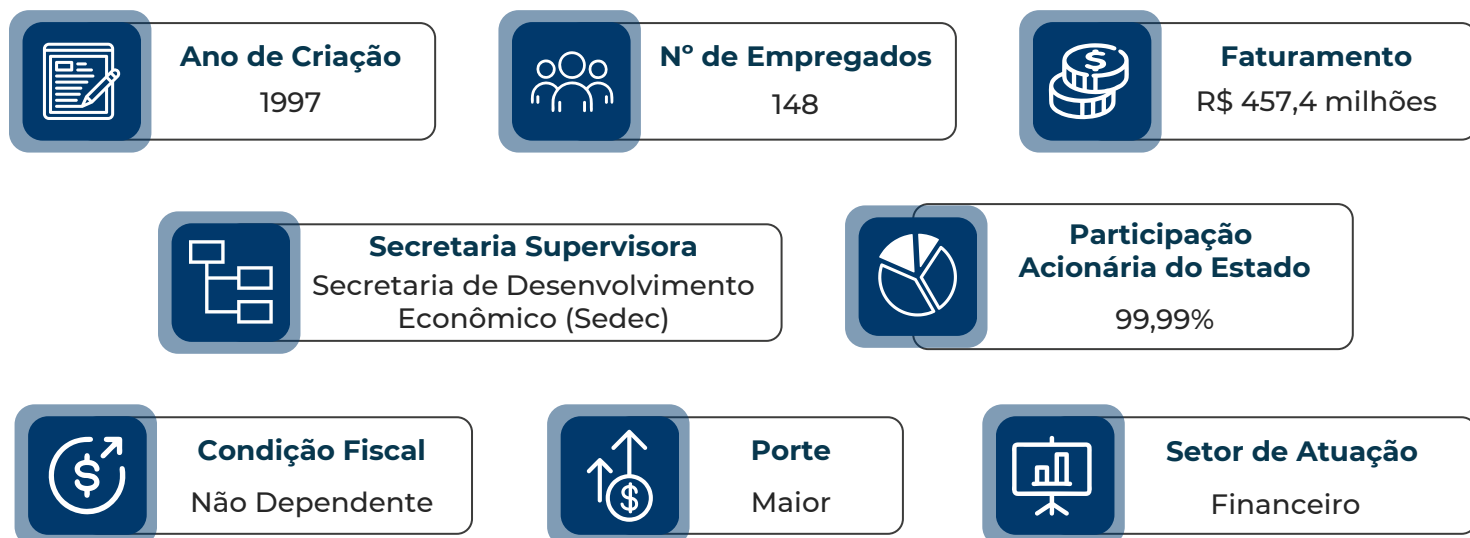 Ano de Criação
1997
Nº de Empregados
148
Faturamento
R$ 457,4 milhões
Secretaria Supervisora
Secretaria de Desenvolvimento
Econômico (Sedec)
Participação
Acionária do Estado
99,99%
Condição Fiscal
Não Dependente
Porte
Maior
Setor de Atuação
Financeiro